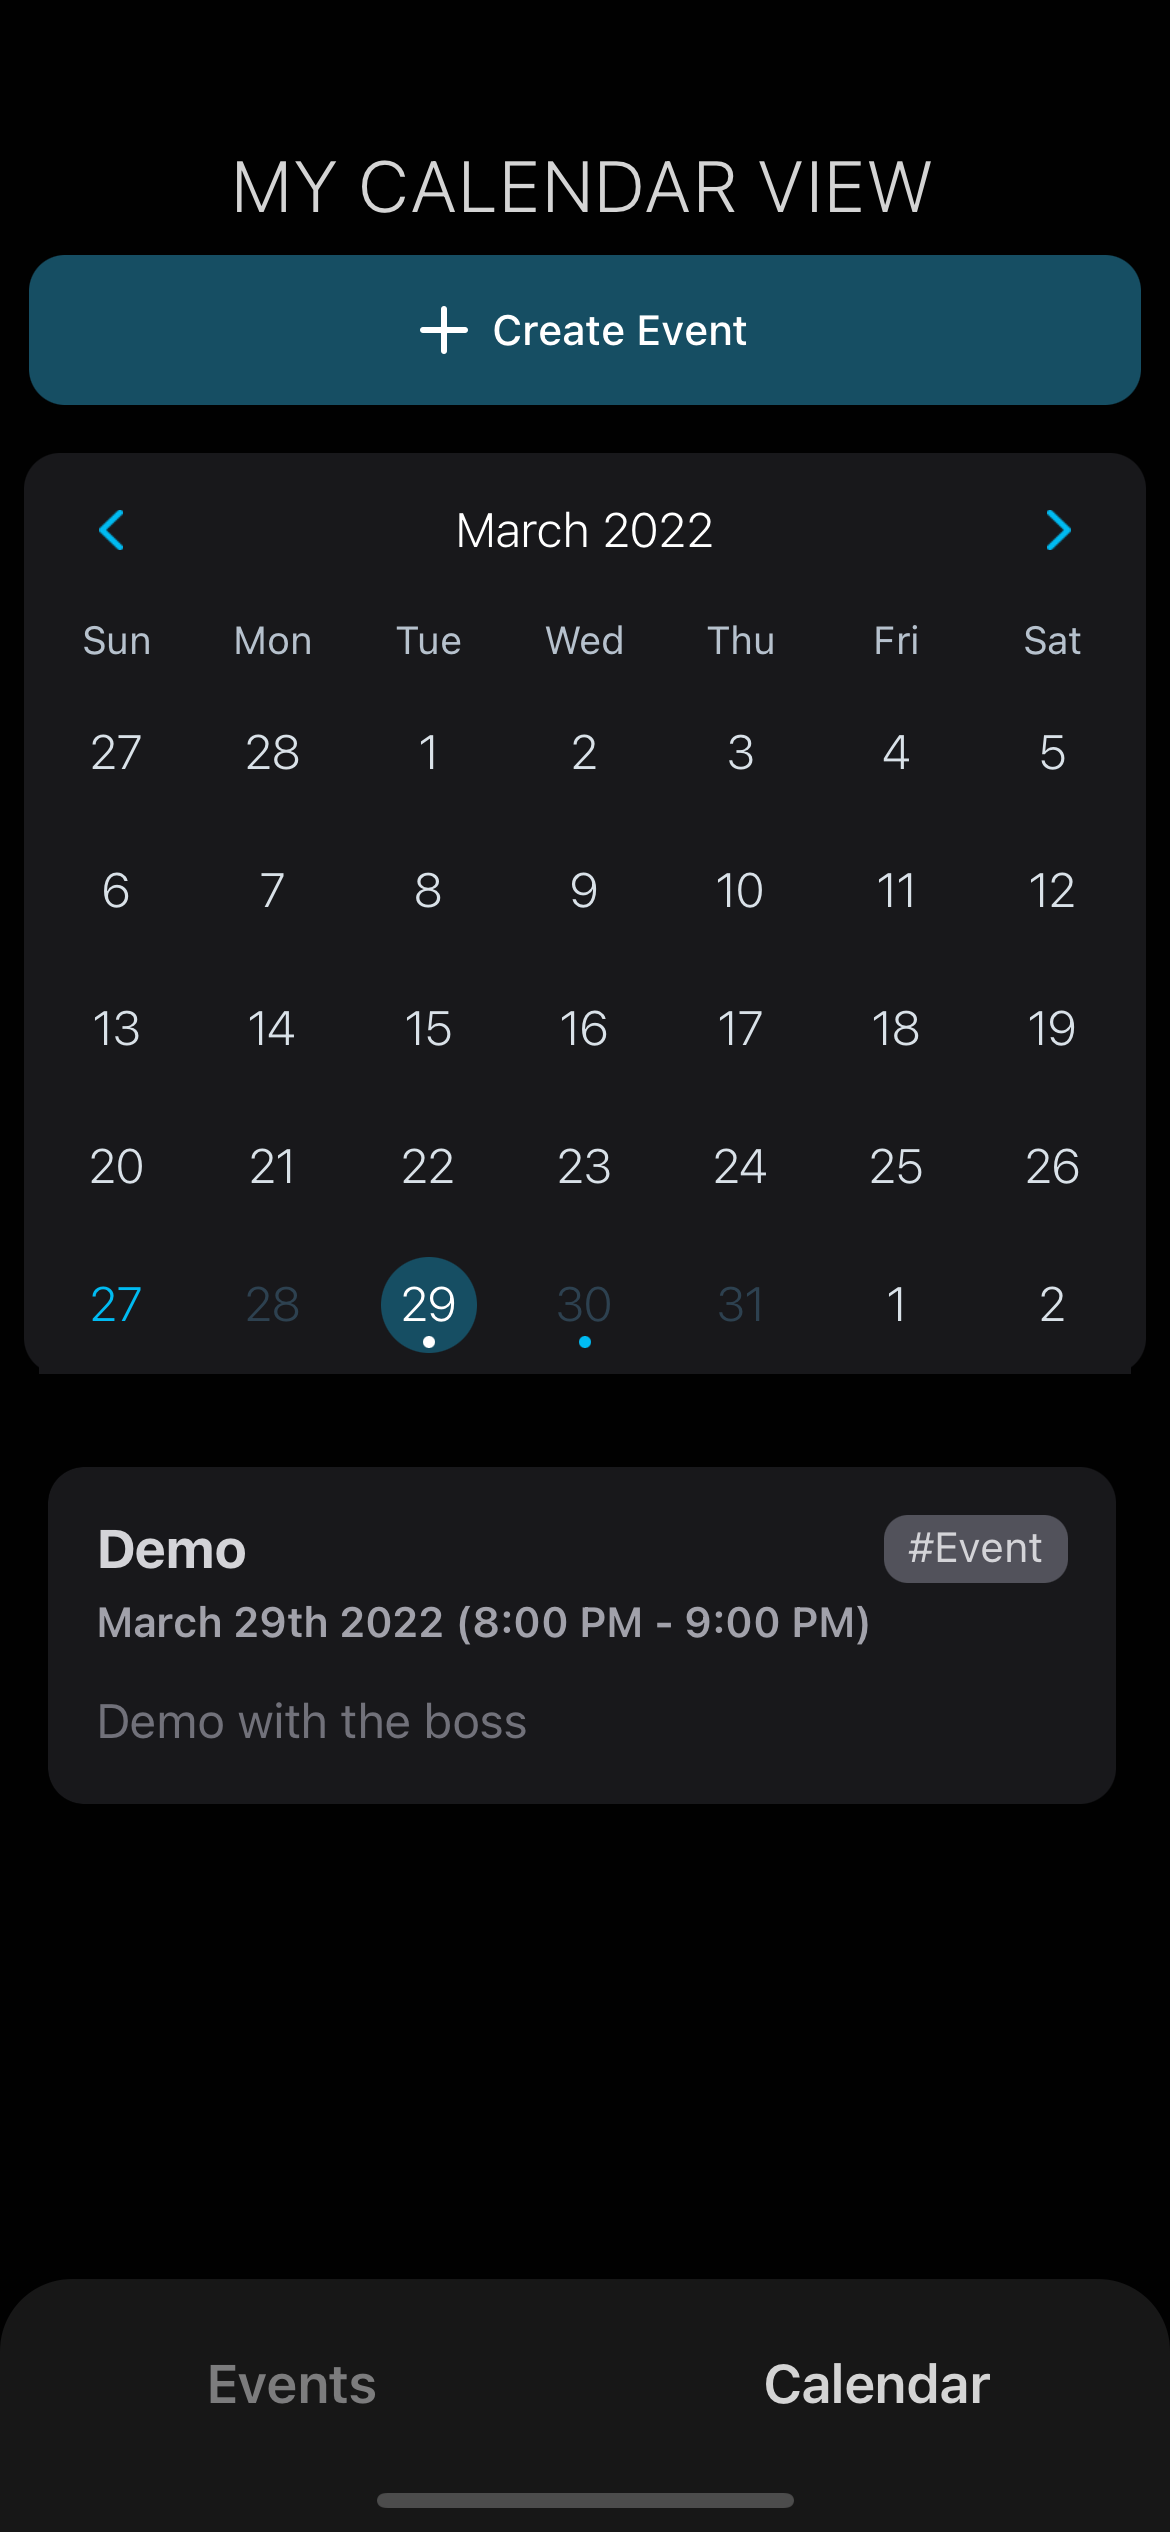 MY CALENDAR VIEW
Create Event
March 2022
Sun Mon Tue Wed Thu Fri Sat
27 28 1 2 3 4 5
6 7 8 9 10 11 12
13 14 15 16 17 18 19
20 21 22 23 24 25 26
27 28 29 30 31 1 2
Demo #Event
March 29th 2022 (8:00 PM - 9:00 PM)
Demo with the boss
Events Calendar